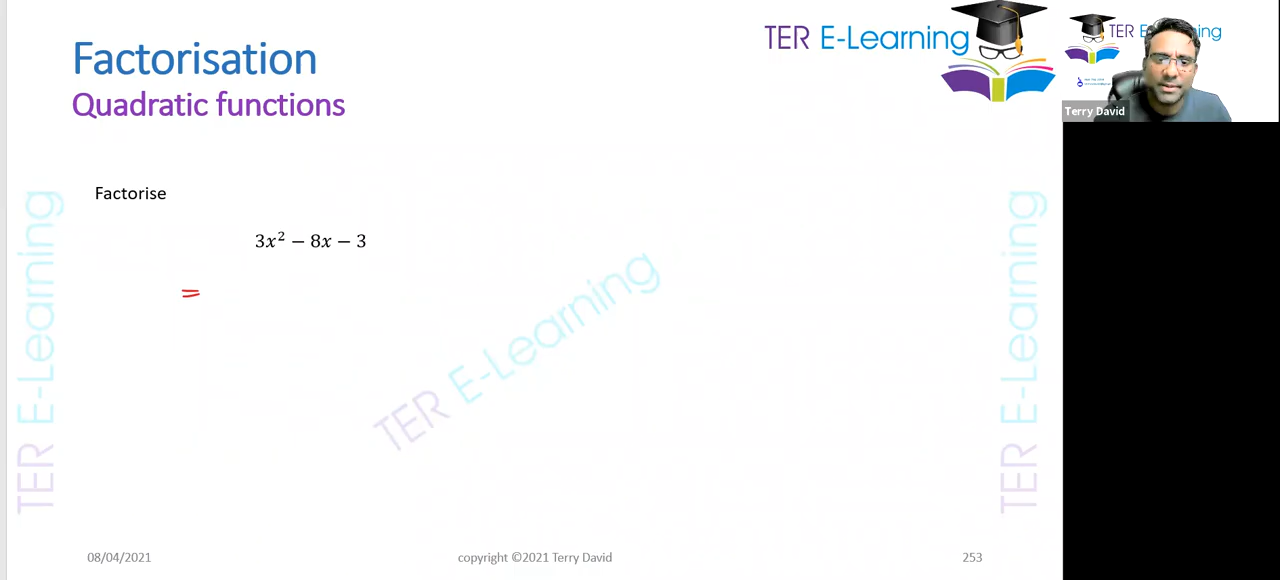 Factorisation
Quadratic functions
TER E-Learning
TER E-Learning
Terry David
Factorise
3x² − 8x − 3
=
TER E-Learning
TER E-Learning
TER E-Learning
08/04/2021
copyright ©2021 Terry David
253